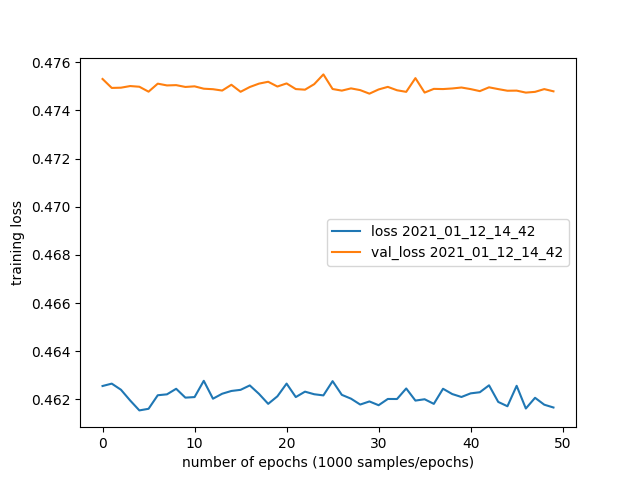 0.476
0.474
0.472
0.470
0.468
0.466
0.464
0.462
training loss
loss 2021_01_12_14_42
val_loss 2021_01_12_14_42
0 10 20 30 40 50
number of epochs (1000 samples/epochs)